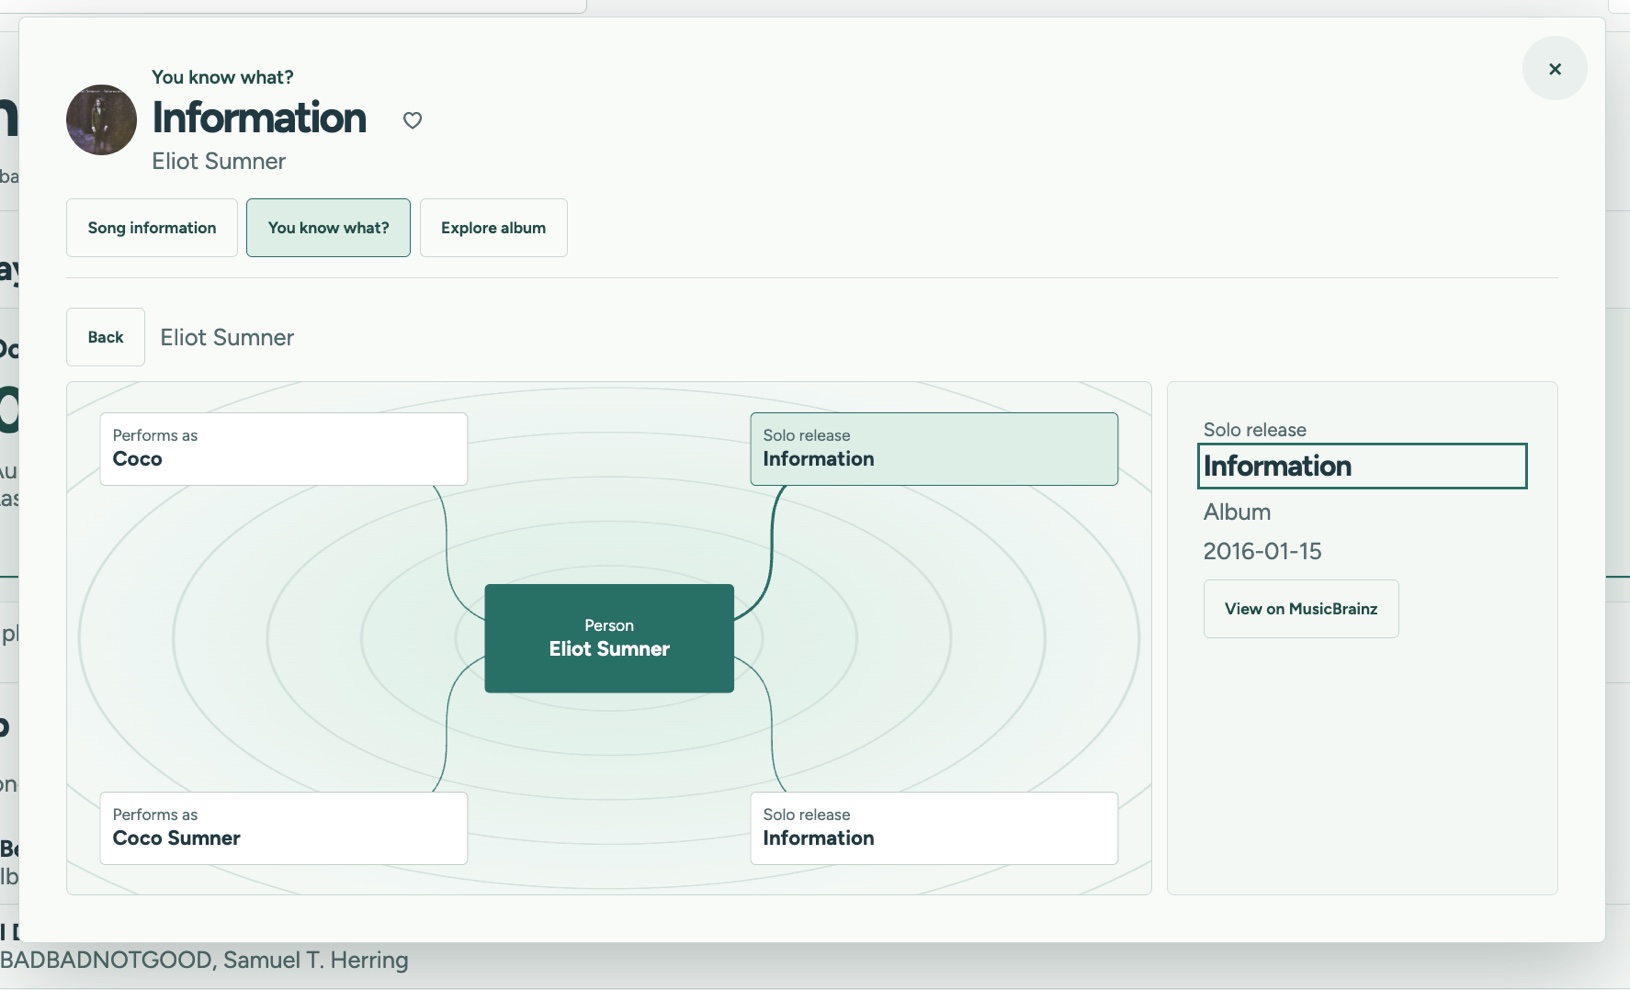 You know what?
Information
Eliot Sumner
Song information
You know what?
Explore album
Back
Eliot Sumner
Performs as
Coco
Solo release
Information
Person
Eliot Sumner
Performs as
Coco Sumner
Solo release
Information
Solo release
Information
Album
2016-01-15
View on MusicBrainz
BADBADNOTGOOD, Samuel T. Herring